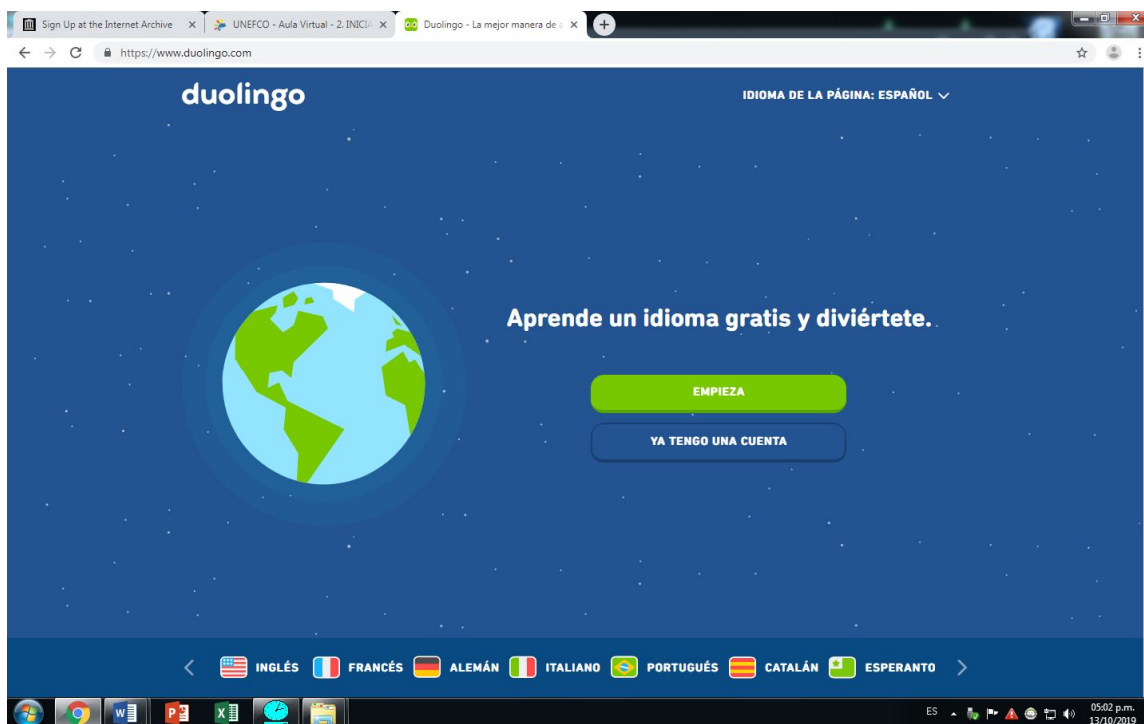 Sign Up at the Internet Archive
UNEFCO - Aula Virtual - 2. INICIA
Duolingo - La mejor manera de a
https://www.duolingo.com
duolingo
IDIOMA DE LA PÁGINA: ESPAÑOL
Aprende un idioma gratis y diviértete.
EMPIEZA
YA TENGO UNA CUENTA
INGLÉS FRANCÉS ALEMÁN ITALIANO PORTUGUÉS CATALÁN ESPERANTO
ES
05:02 p.m.
13/10/2019